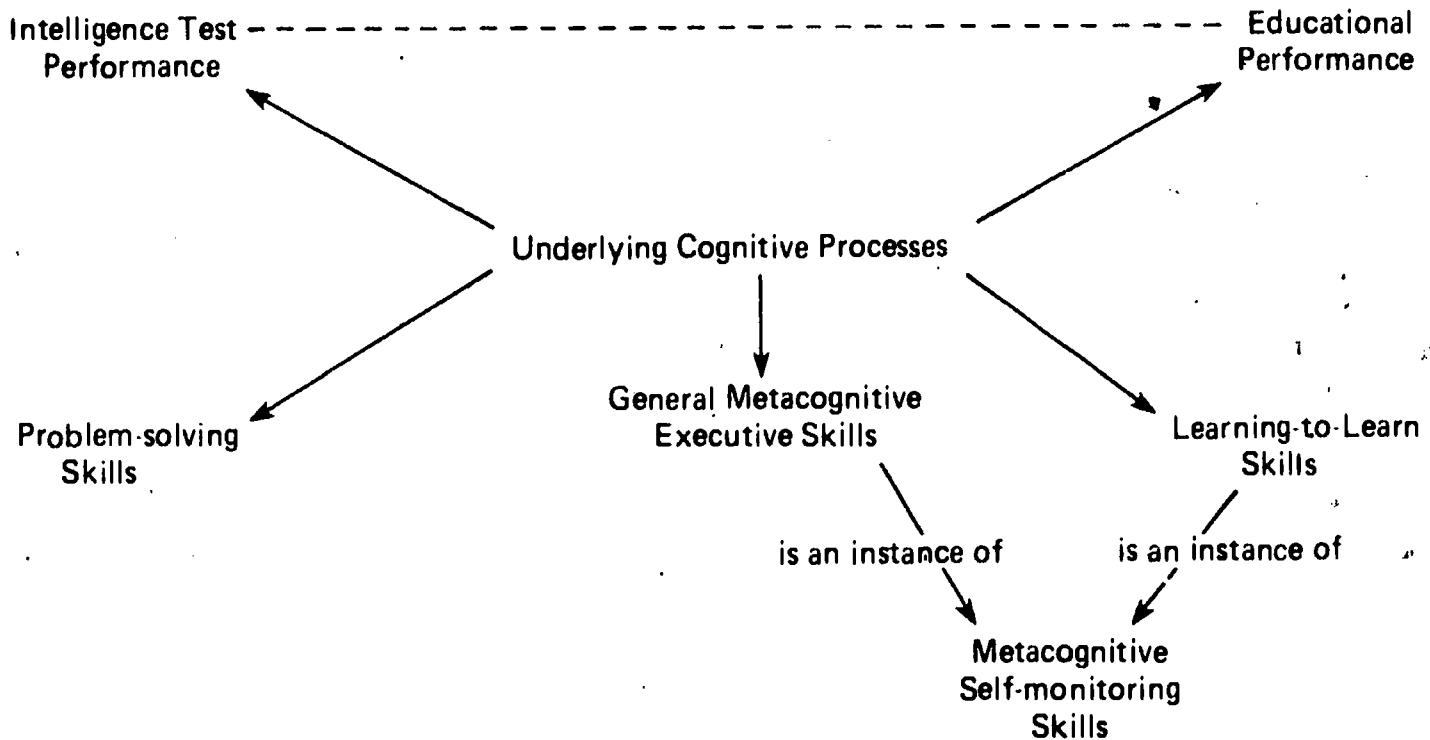 Intelligence Test
Performance
Educational
Performance
Underlying Cognitive Processes
Problem-solving
Skills
General Metacognitive
Executive Skills
Learning-to-Learn
Skills
is an instance of
is an instance of
Metacognitive
Self-monitoring
Skills